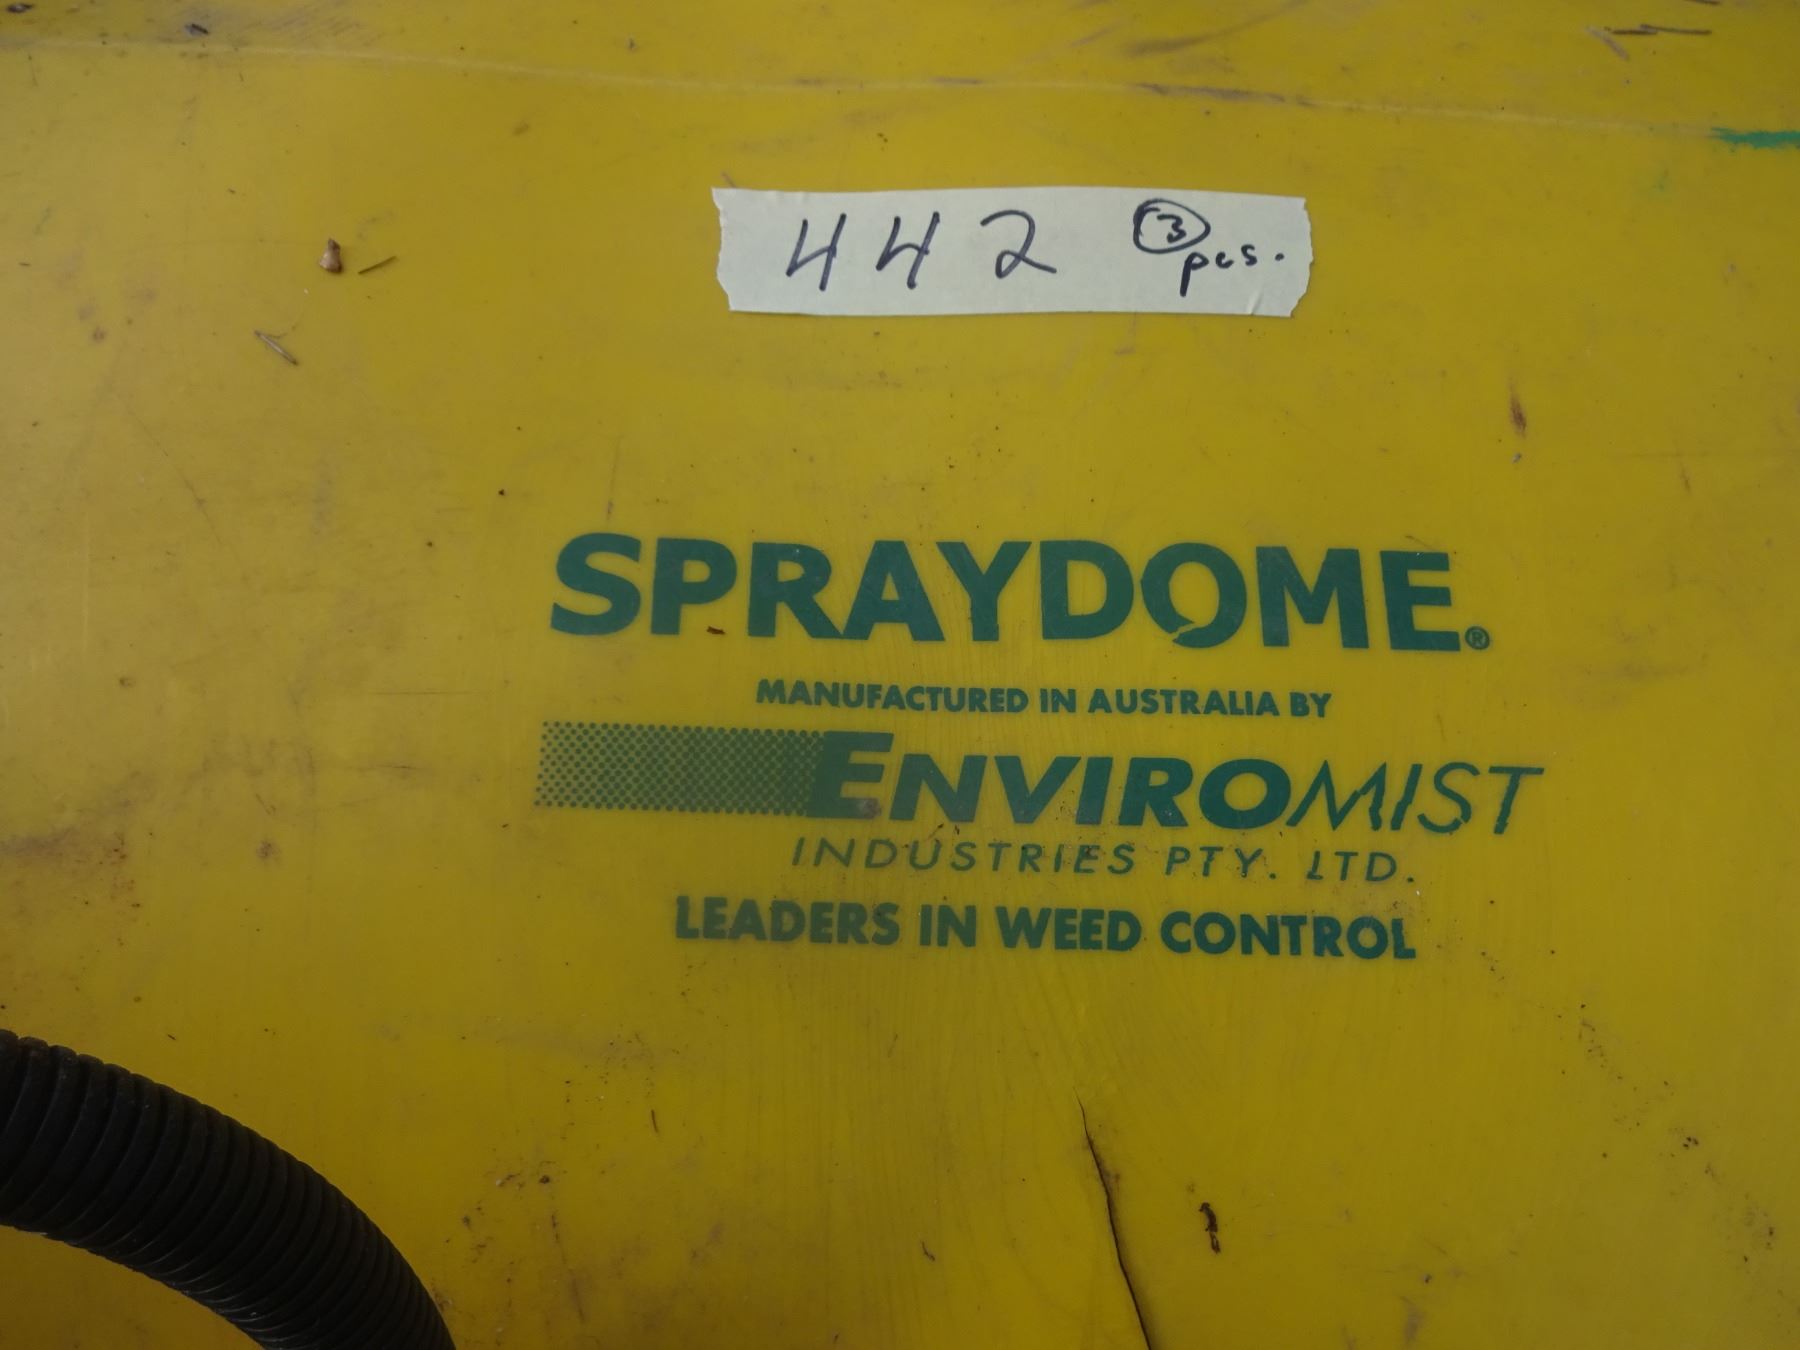 442 3 pcs.
SPRAYDOME®
MANUFACTURED IN AUSTRALIA BY
ENVIROMIST
INDUSTRIES PTY. LTD.
LEADERS IN WEED CONTROL